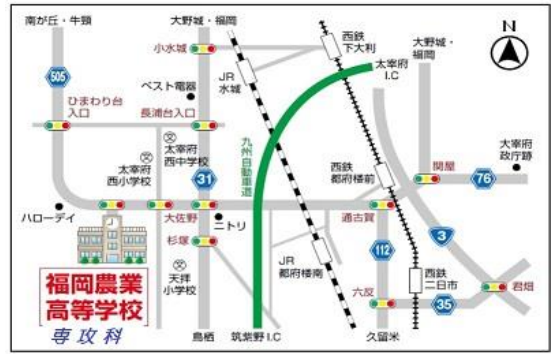 南が丘・牛頸
大野城・福岡
小水城
西鉄
下大利
大野城・
福岡
N
505
ベスト電器
JR
水城
太宰府
I.C
ひまわり台
入口
長浦台入口
太宰府
西中学校
九州自動車道
太宰府
西小学校
31
西鉄
都府楼前
関屋
大宰府
政庁跡
76
ハローデイ
大佐野
ニトリ
通古賀
杉塚
3
福岡農業
高等学校
専攻科
天拝
小学校
JR
都府楼南
112
西鉄
二日市
君畑
六反
35
鳥栖
筑紫野I.C
久留米